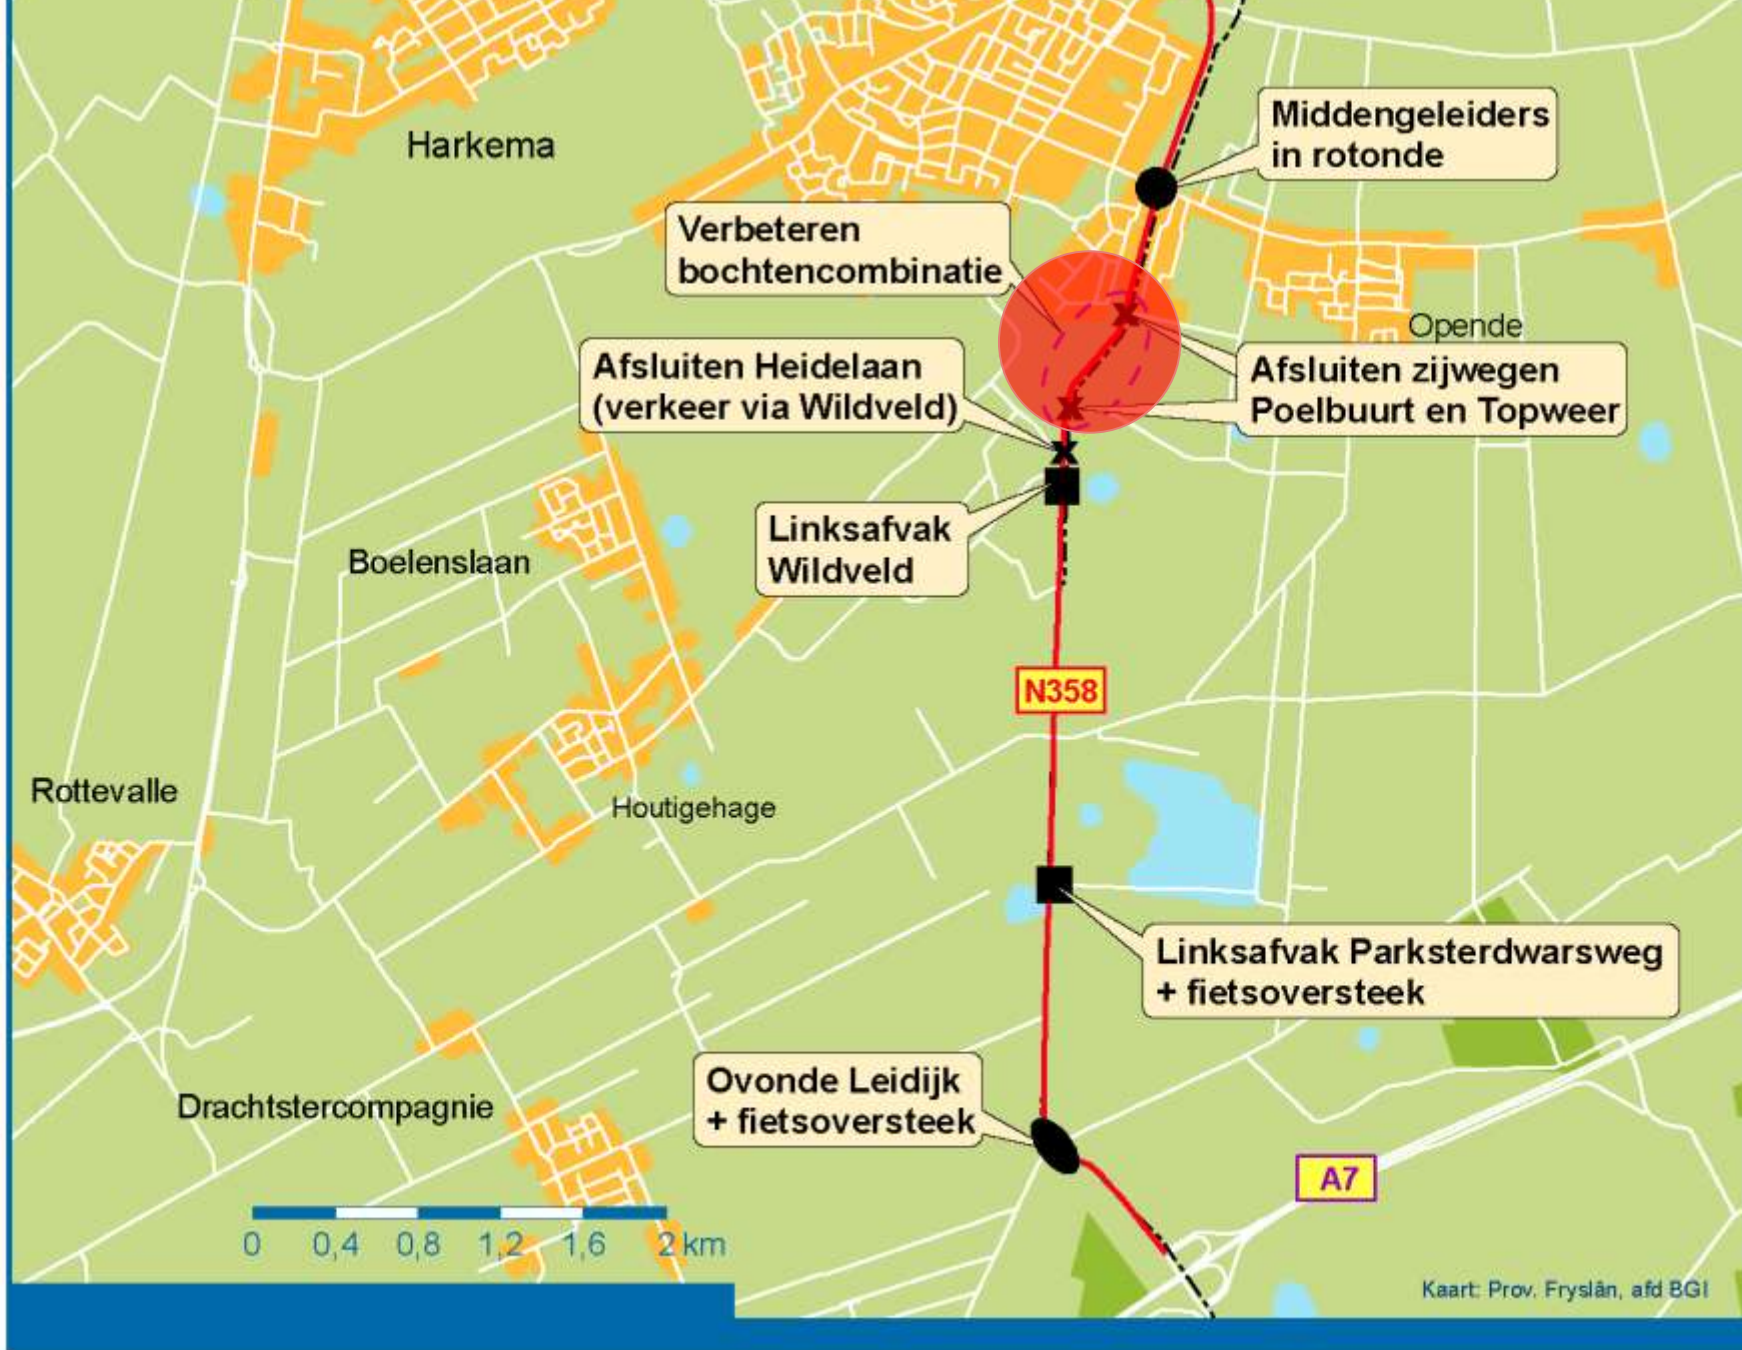 Middengeleiders
in rotonde
Harkema
Verbeteren
bochtencombinatie
Opende
Afsluiten Heidelaan
(verkeer via Wildveld)
Afsluiten zijwegen
Poelbuurt en Topweer
Linksafvak
Wildveld
Boelenslaan
N358
Rottevalle
Houtigehage
Linksafvak Parksterdwarsweg
+ fietsoversteek
Ovonde Leidijk
+ fietsoversteek
Drachtstercompagnie
A7
0 0,4 0,8 1,2 1,6 2 km
Kaart: Prov. Fryslân, afd BGI